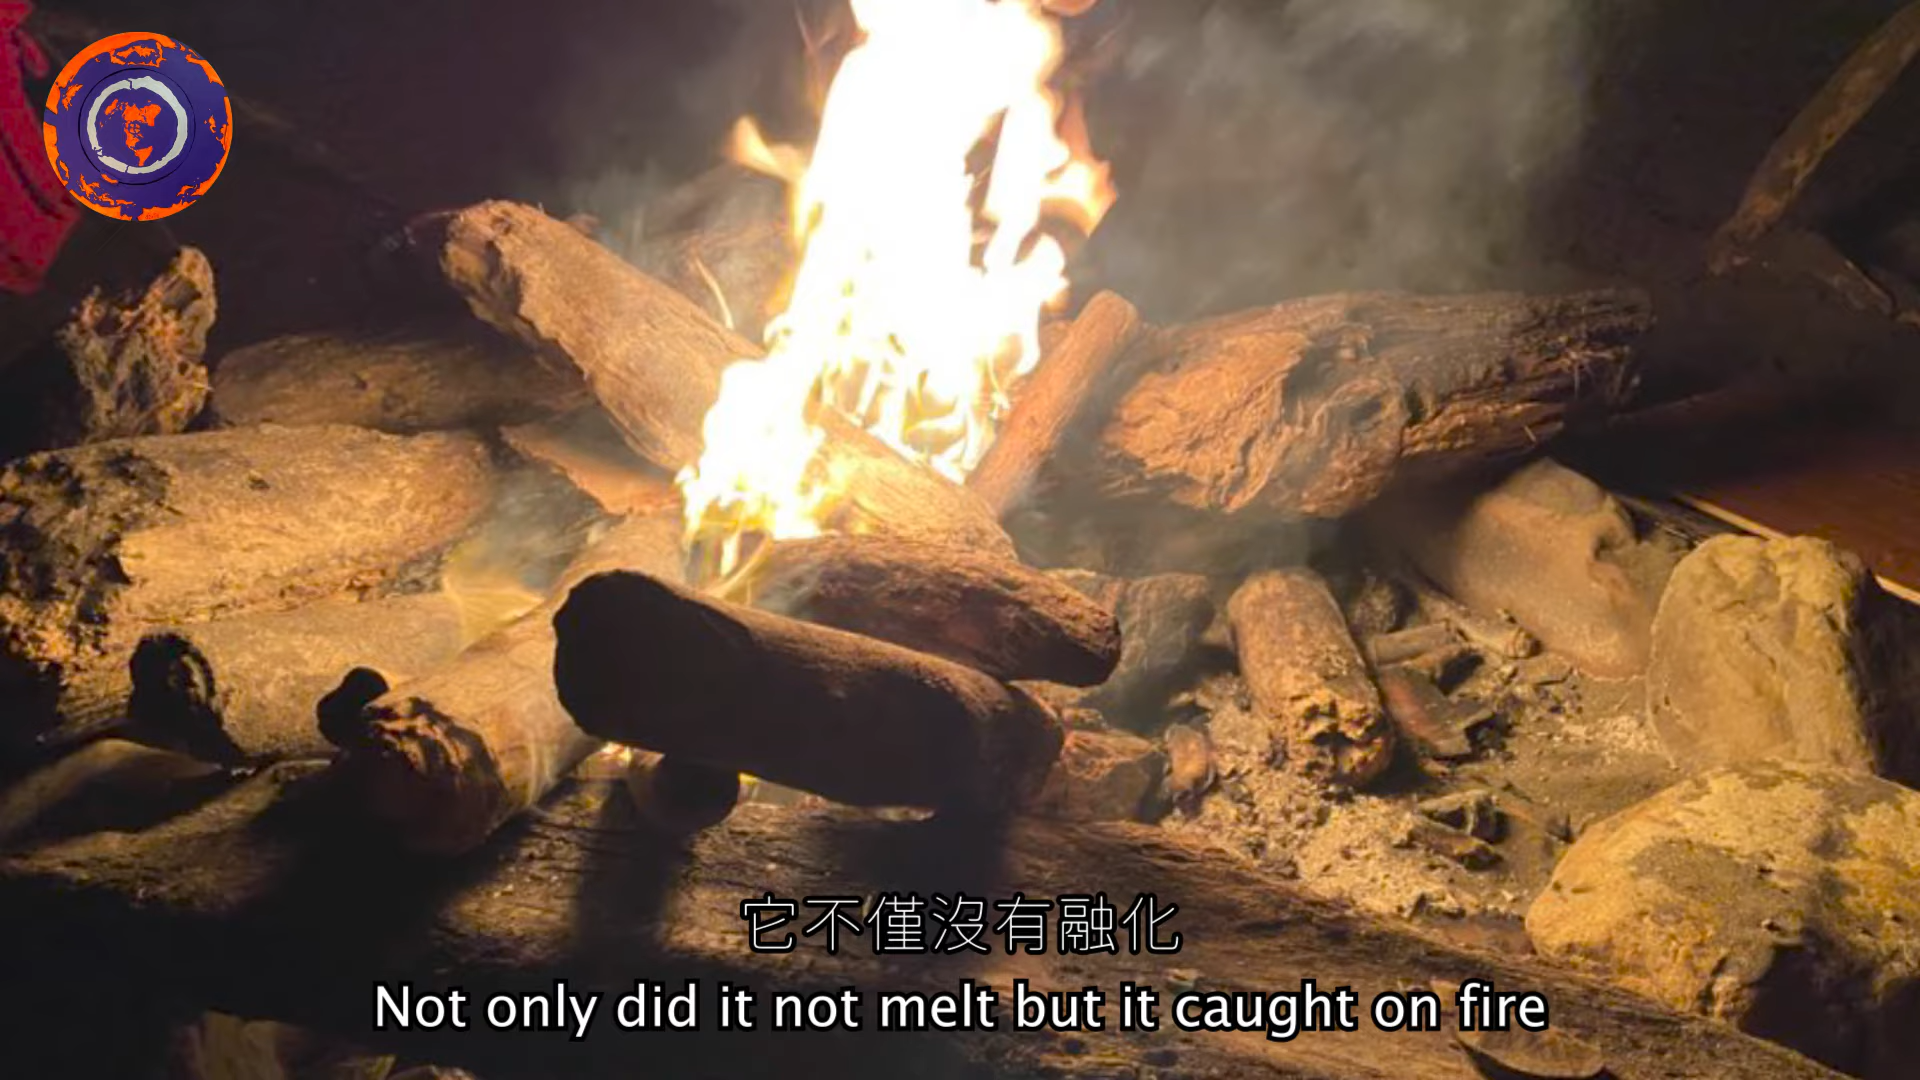 它不僅沒有融化
Not only did it not melt but it caught on fire